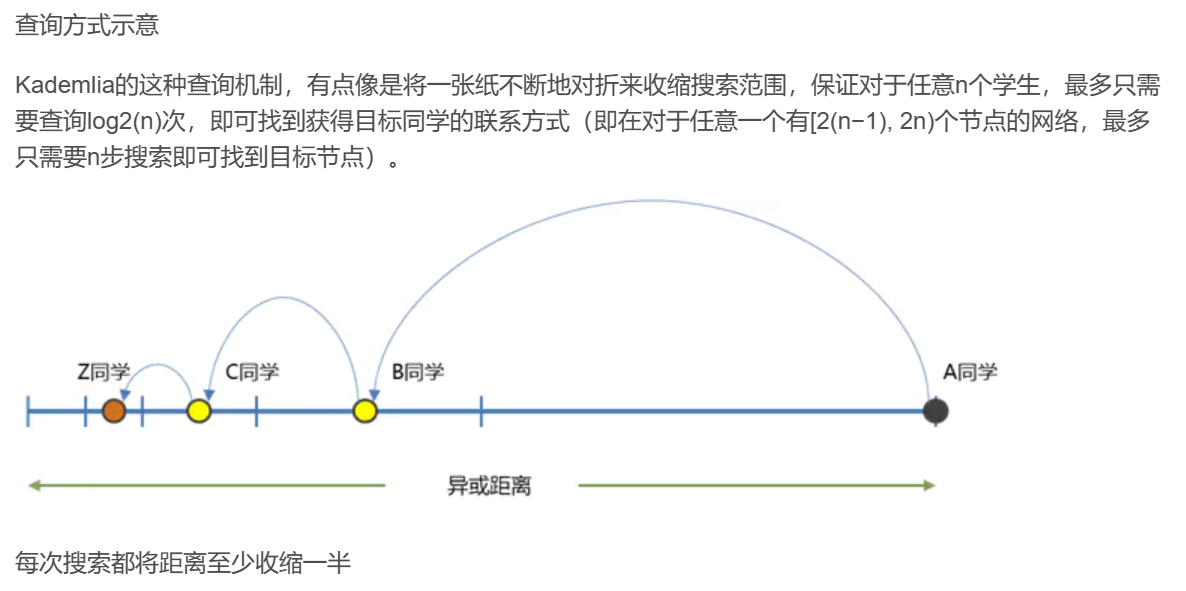 查询方式示意
Kademlia的这种查询机制，有点像是将一张纸不断地对折来收缩搜索范围，保证对于任意n个学生，最多只需
要查询log2(n)次，即可找到获得目标同学的联系方式（即在对于任意一个有[2(n−1), 2n)个节点的网络，最多
只需要n步搜索即可找到目标节点）。
Z同学 C同学 B同学 A同学
异或距离
每次搜索都将距离至少收缩一半